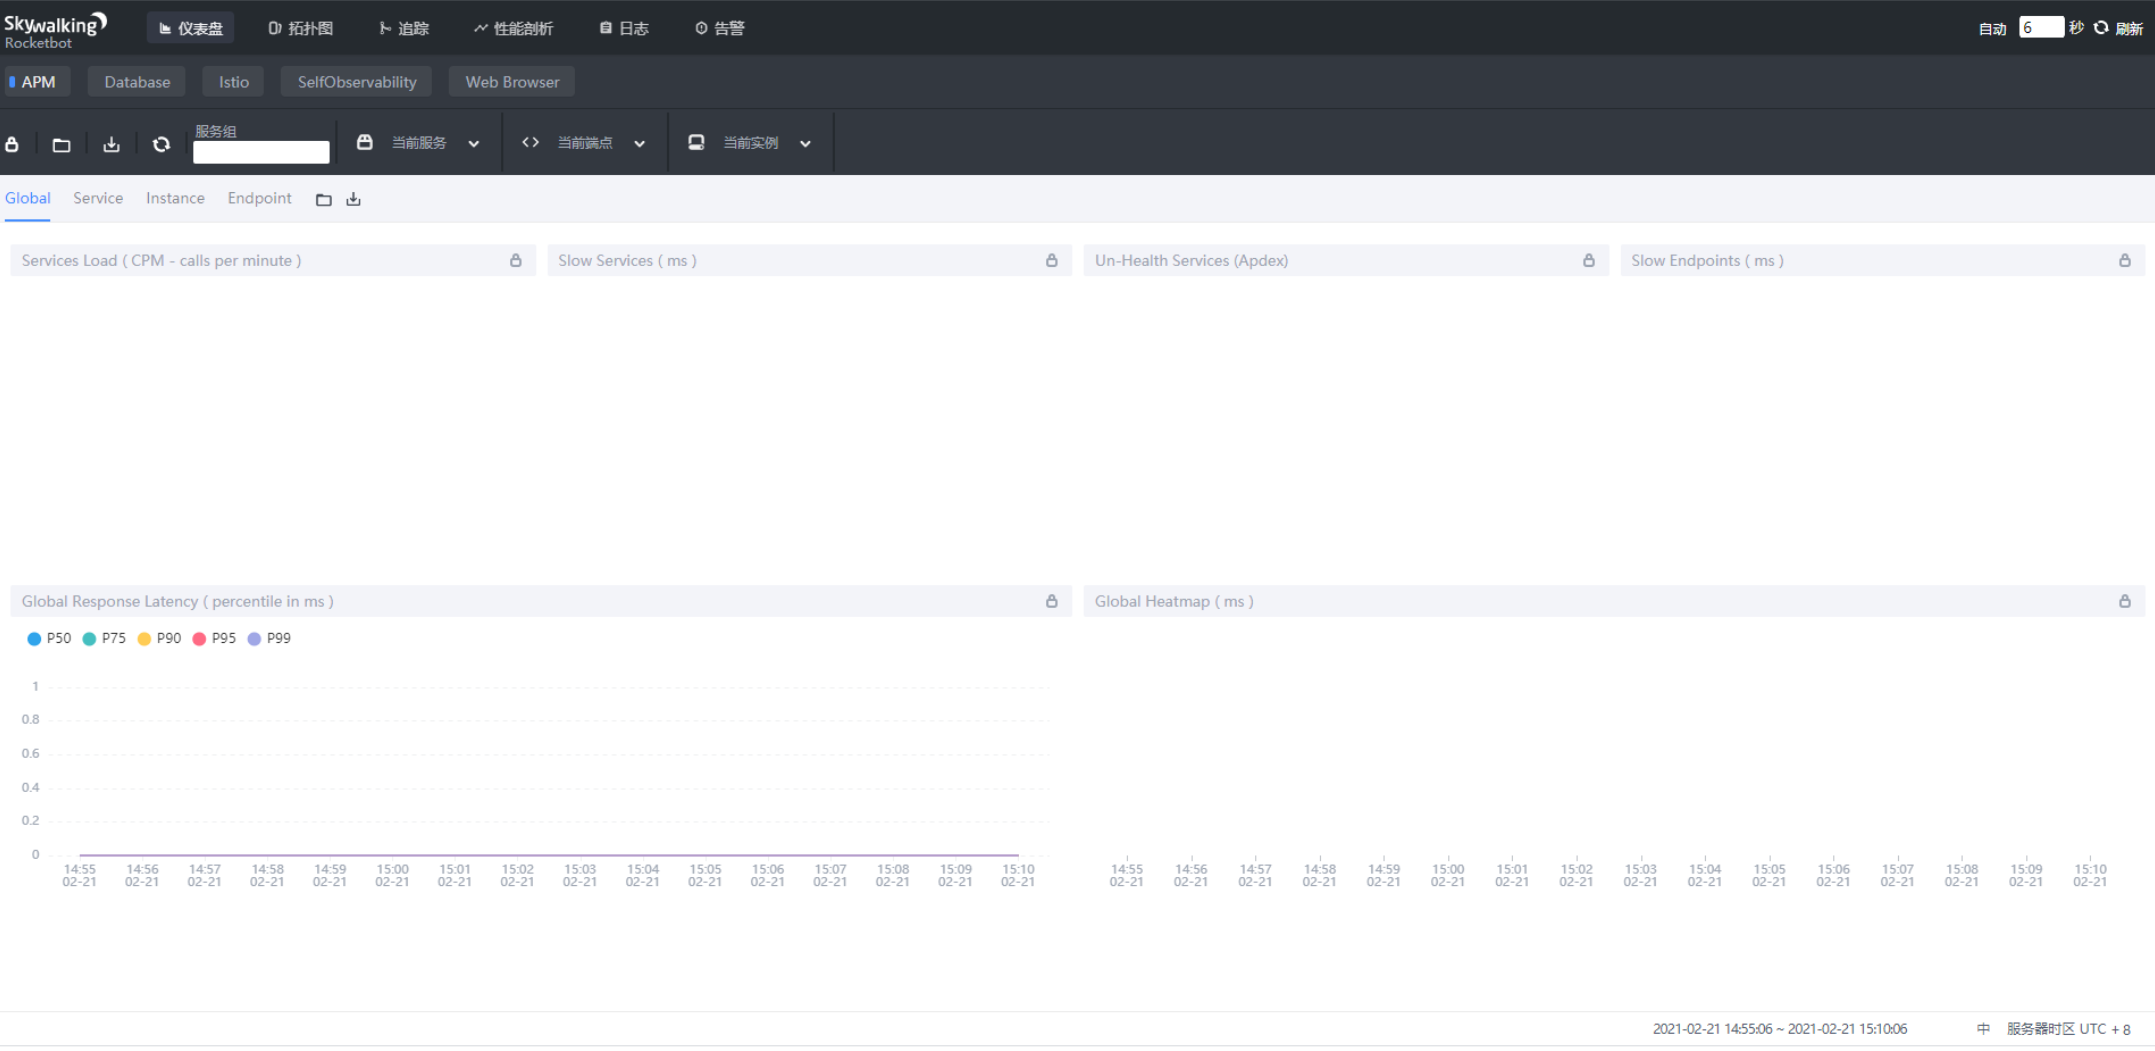 Skywalking
Rocketbot
仪表盘 拓扑图 追踪 性能剖析 日志 告警 自动 6 秒 刷新
APM Database Istio SelfObservability Web Browser
服务组
当前服务 当前端点 当前实例
Global Service Instance Endpoint
Services Load ( CPM - calls per minute ) Slow Services ( ms ) Un-Health Services (Apdex) Slow Endpoints ( ms )
Global Response Latency ( percentile in ms ) Global Heatmap ( ms )
P50 P75 P90 P95 P99
1
0.8
0.6
0.4
0.2
0
14:55 14:56 14:57 14:58 14:59 15:00 15:01 15:02 15:03 15:04 15:05 15:06 15:07 15:08 15:09 15:10
02-21 02-21 02-21 02-21 02-21 02-21 02-21 02-21 02-21 02-21 02-21 02-21 02-21 02-21 02-21 02-21
14:55 14:56 14:57 14:58 14:59 15:00 15:01 15:02 15:03 15:04 15:05 15:06 15:07 15:08 15:09 15:10
02-21 02-21 02-21 02-21 02-21 02-21 02-21 02-21 02-21 02-21 02-21 02-21 02-21 02-21 02-21 02-21
2021-02-21 14:55:06 ~ 2021-02-21 15:10:06 中 服务器时区 UTC + 8